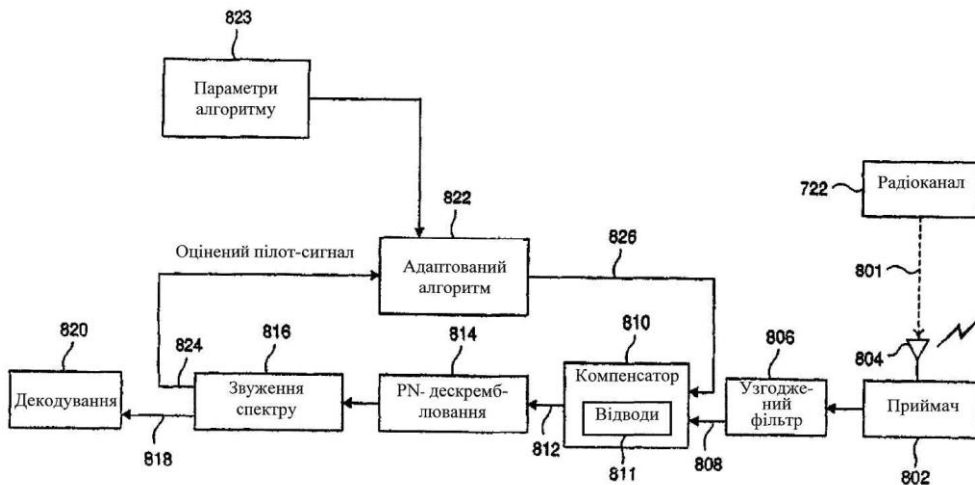 823
Параметри
алгоритму
722
Радіоканал
822
826
Оцінений пілот-сигнал
Адаптований
алгоритм
801
820
824
816
814
810
806
804
Декодування
Звуження
спектру
PN- дескремб-
лювання
Компенсатор
Відводи
Узгодже-
ний
фільтр
Приймач
818
812
811
808
802